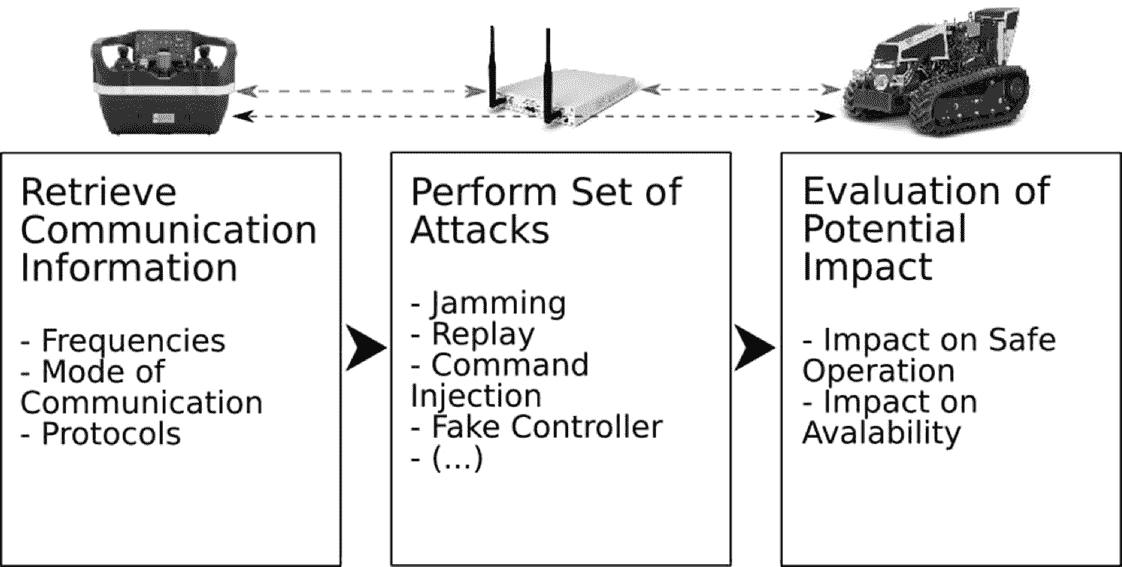 Retrieve
Communication
Information
- Frequencies
- Mode of
Communication
- Protocols
Perform Set of
Attacks
- Jamming
- Replay
- Command
Injection
- Fake Controller
- (...)
Evaluation of
Potential
Impact
- Impact on Safe
Operation
- Impact on
Avalability